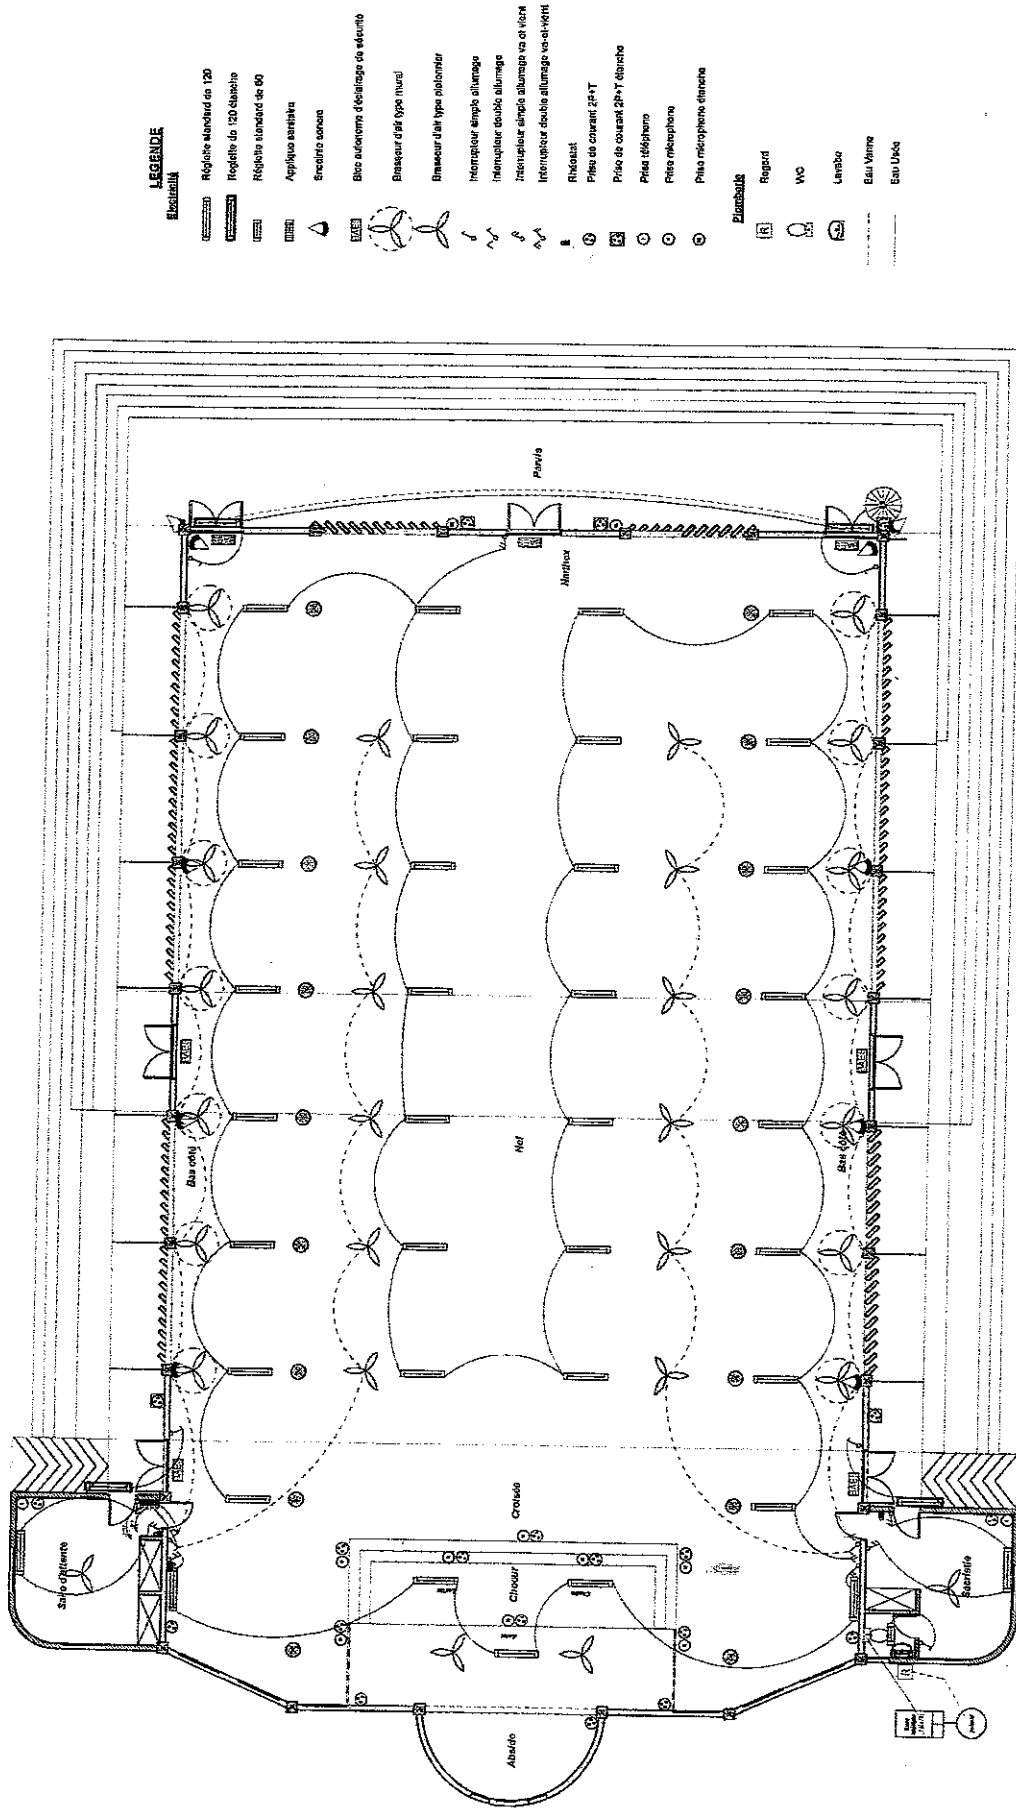 LEGENDE
Electricité
Réglette standard de 120
Reglette de 120 étanche
Réglette standard de 60
Applique sanitaire
Enceinte sonore
Bloc autonome d'éclairage de sécurité
Brasseur d'air type mural
Brasseur d'air type plafonnier
Interrupteur simple allumage
Interrupteur double allumage
Interrupteur simple allumage va et vient
Interrupteur double allumage va-et-vient
Rhéostat
Prise de courant 2P+T
Prise de courant 2P+T étanche
Prise téléphone
Prise microphone
Prise microphone étanche
Plomberie
R
Regard
WC
Lavabo
Eau Vanne
Eau Usée
Parvis
Narthex
Bas côté
Nef
Bas côté
Croisée
Salle d'attente
Choeur
Sacristie
Abside
R